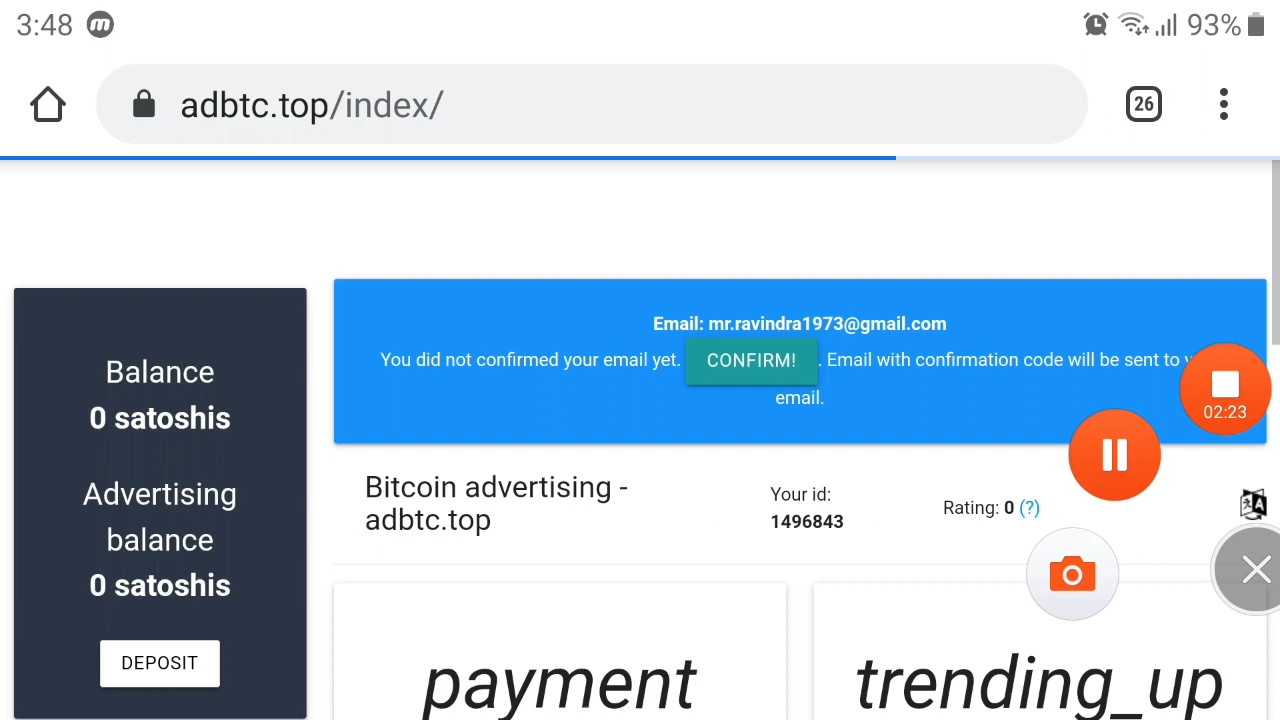 3:48
93%
adbtc.top/index/
26
Email: mr.ravindra1973@gmail.com
You did not confirmed your email yet. CONFIRM! . Email with confirmation code will be sent to
email.
02:23
Balance
0 satoshis
Advertising
balance
0 satoshis
DEPOSIT
Bitcoin advertising -
adbtc.top
Your id:
1496843
Rating: 0 (?)
payment
trending_up